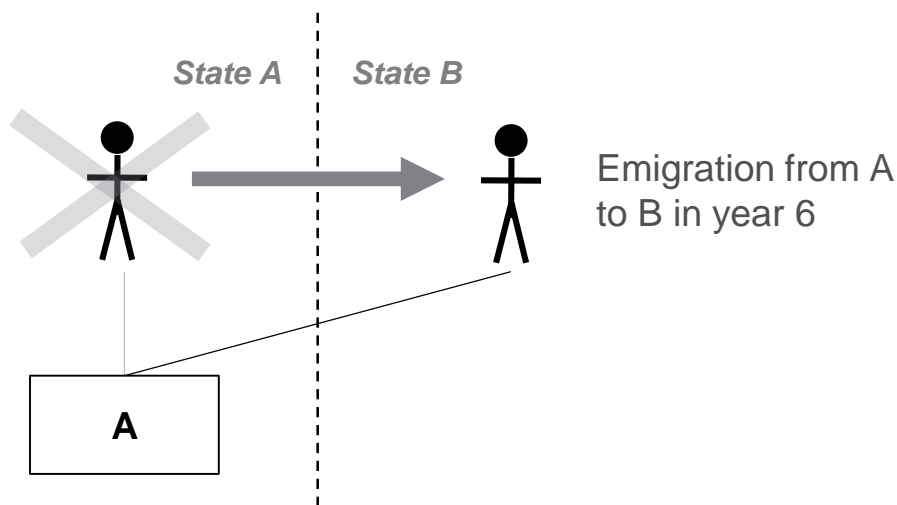 State A
State B
Emigration from A
to B in year 6
A